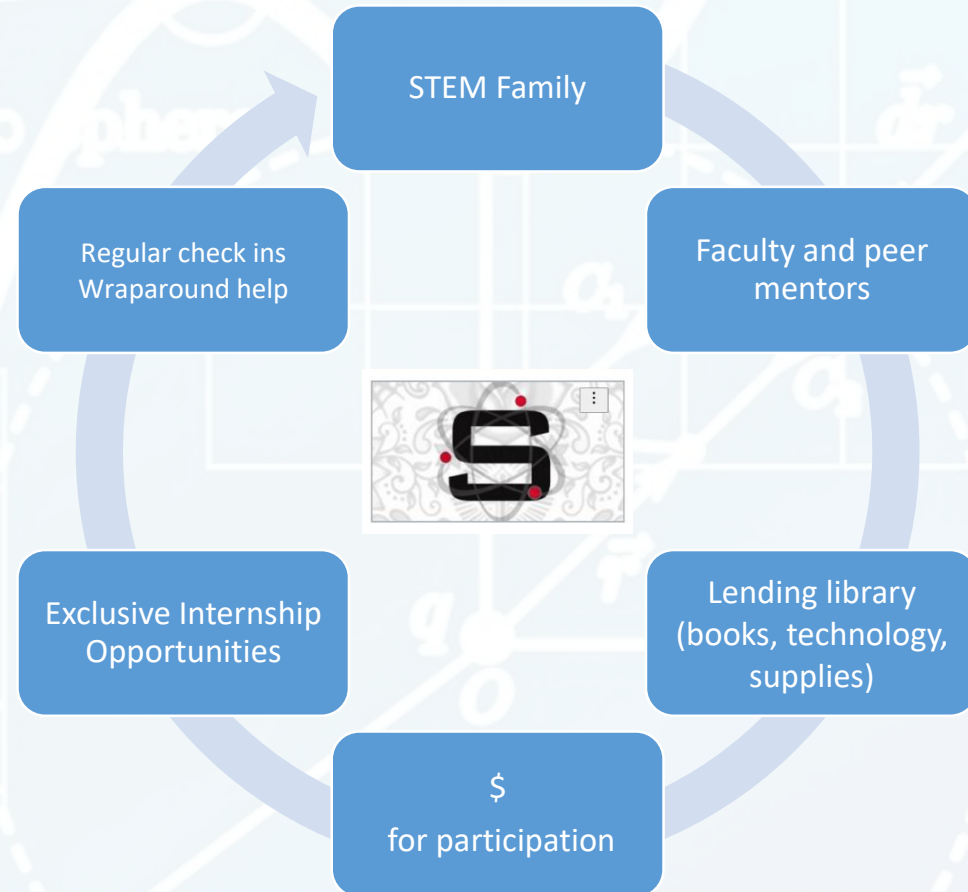 STEM Family
Faculty and peer
mentors
Lending library
(books, technology,
supplies)
$
for participation
Exclusive Internship
Opportunities
Regular check ins
Wraparound help
S
q
O